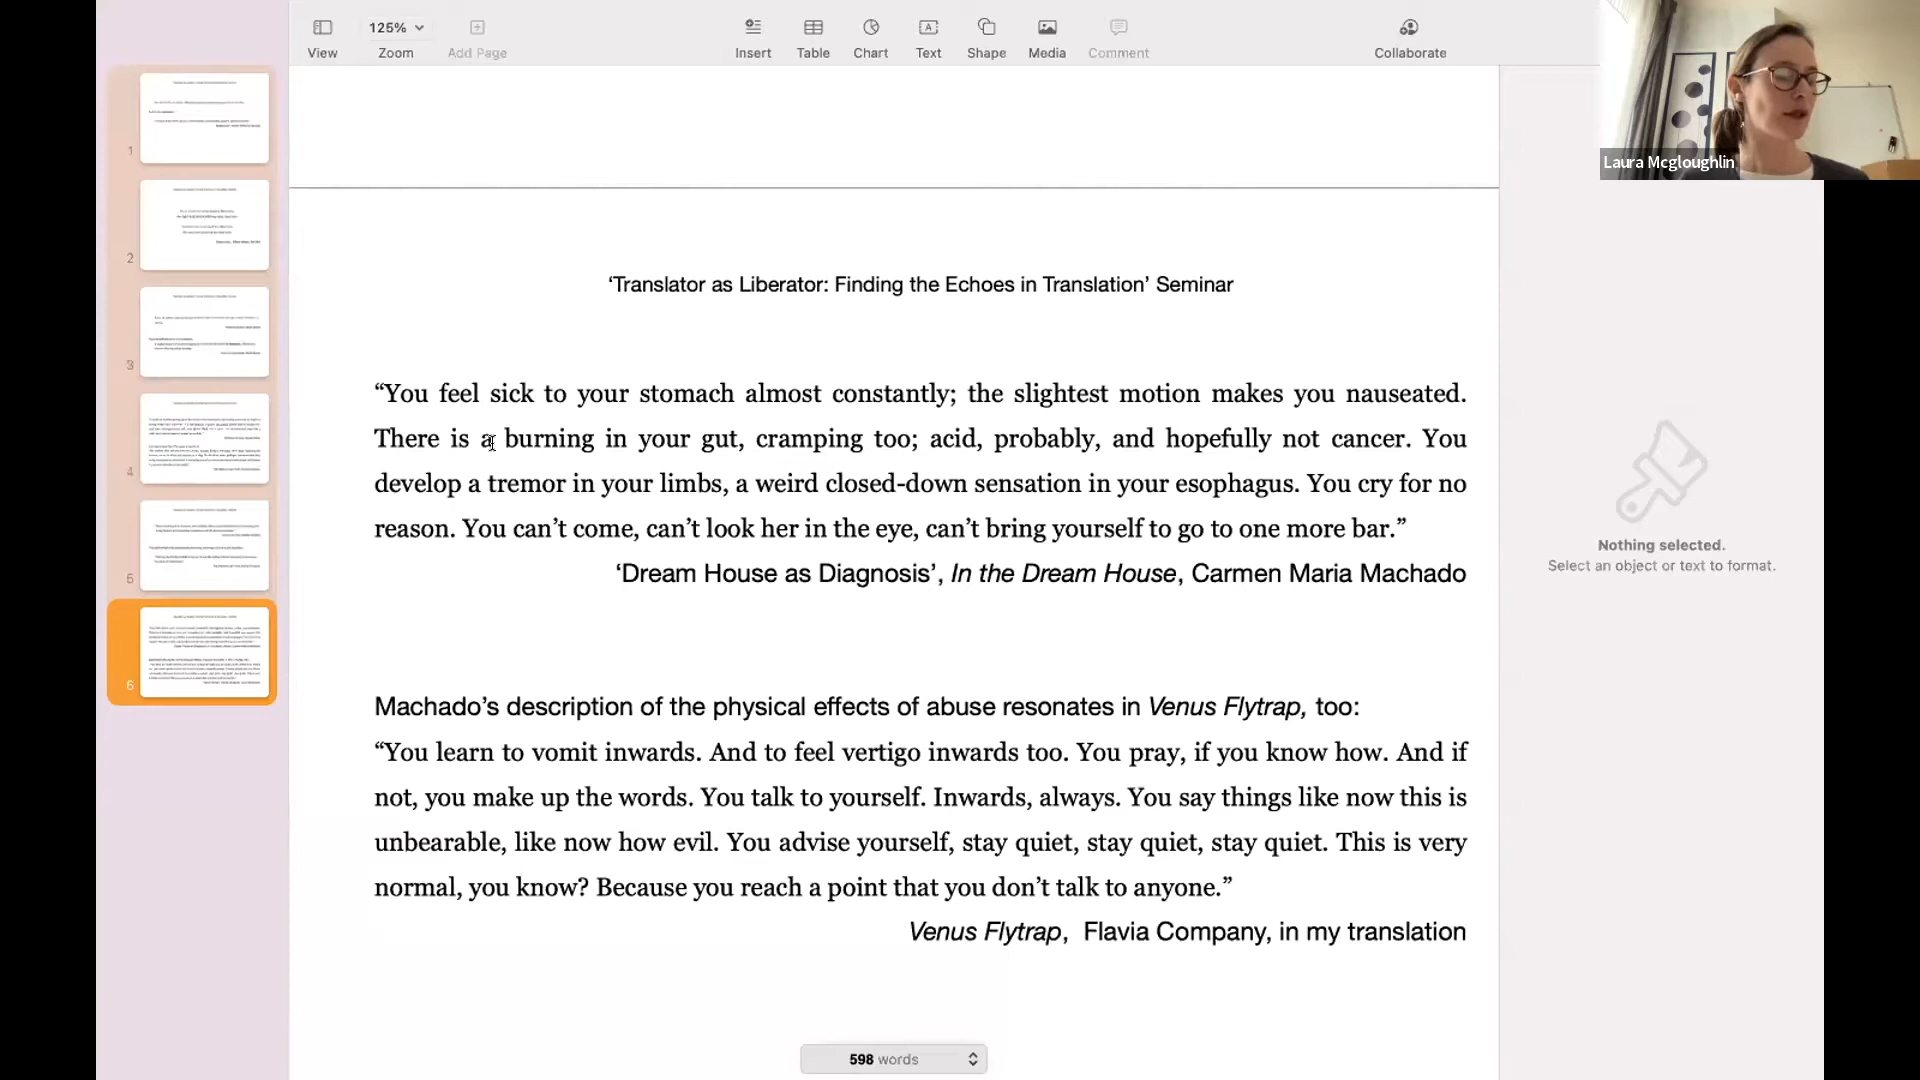 125%
View
Zoom
Add Page
Insert
Table
Chart
Text
Shape
Media
Comment
Collaborate
Laura Mcgloughlin
1
2
3
4
5
6
‘Translator as Liberator: Finding the Echoes in Translation’ Seminar
“You feel sick to your stomach almost constantly; the slightest motion makes you nauseated.
There is a burning in your gut, cramping too; acid, probably, and hopefully not cancer. You
develop a tremor in your limbs, a weird closed-down sensation in your esophagus. You cry for no
reason. You can’t come, can’t look her in the eye, can’t bring yourself to go to one more bar.”
‘Dream House as Diagnosis’, In the Dream House, Carmen Maria Machado
Machado’s description of the physical effects of abuse resonates in Venus Flytrap, too:
“You learn to vomit inwards. And to feel vertigo inwards too. You pray, if you know how. And if
not, you make up the words. You talk to yourself. Inwards, always. You say things like now this is
unbearable, like now how evil. You advise yourself, stay quiet, stay quiet, stay quiet. This is very
normal, you know? Because you reach a point that you don’t talk to anyone.”
Venus Flytrap, Flavia Company, in my translation
Nothing selected.
Select an object or text to format.
598 words